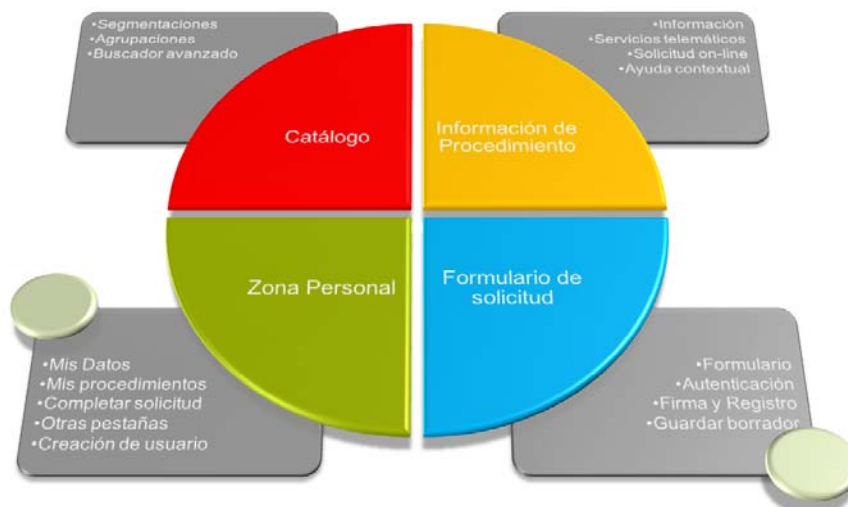 •Segmentaciones
•Agrupaciones
•Buscador avanzado
•Información
•Servicios telemáticos
•Solicitud on-line
•Ayuda contextual
Catálogo
Información de
Procedimiento
Zona Personal
Formulario de
solicitud
•Mis Datos
•Mis procedimientos
•Completar solicitud
•Otras pestañas
•Creación de usuario
•Formulario
•Autenticación
•Firma y Registro
•Guardar borrador